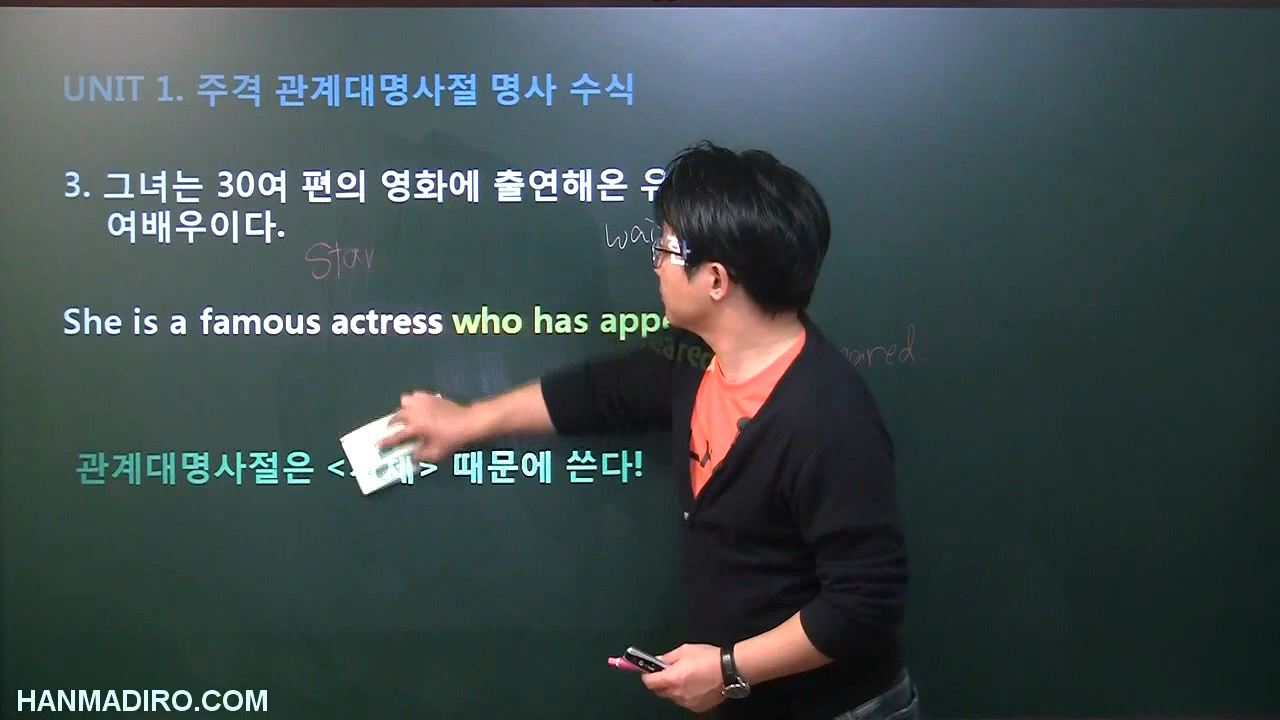 UNIT 1. 주격 관계대명사절 명사 수식
3. 그녀는 30여 편의 영화에 출연해온
여배우이다.
Star
She is a famous actress who has
관계대명사절은 때문에 쓴다!
HANMADIRO.COM